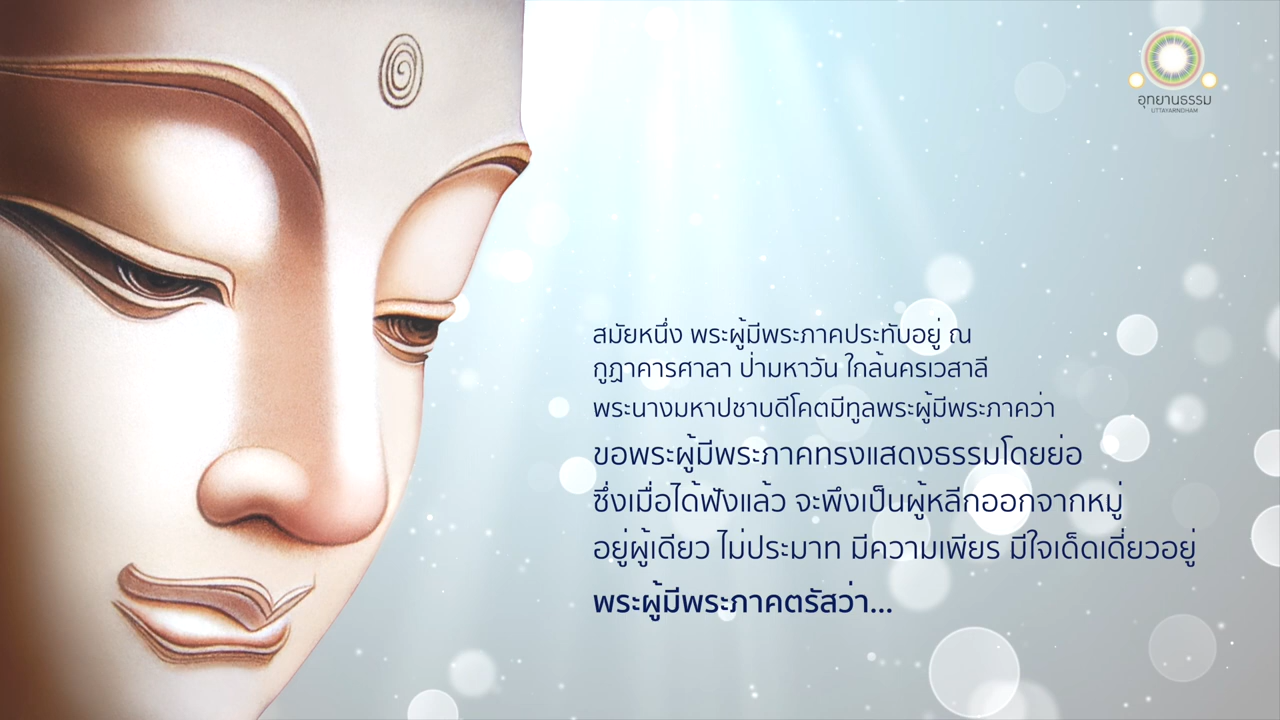 อุทยานธรรม
UTTAYARNDHAM
สมัยหนึ่ง พระผู้มีพระภาคประทับอยู่ ณ
กูฏาคารศาลา ป่ามหาวัน ใกล้นครเวสาลี
พระนางมหาปชาบดีโคตมีทูลพระผู้มีพระภาคว่า
ขอพระผู้มีพระภาคทรงแสดงธรรมโดยย่อ
ซึ่งเมื่อได้ฟังแล้ว จะพึงเป็นผู้หลีกออกจากหมู่
อยู่ผู้เดียว ไม่ประมาท มีความเพียร มีใจเด็ดเดี่ยวอยู่
พระผู้มีพระภาคตรัสว่า...